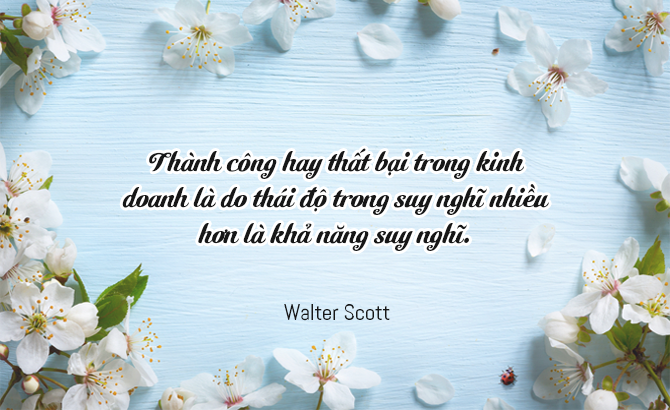 Thành công hay thất bại trong kinh
doanh là do thái độ trong suy nghĩ nhiều
hơn là khả năng suy nghĩ.
Walter Scott